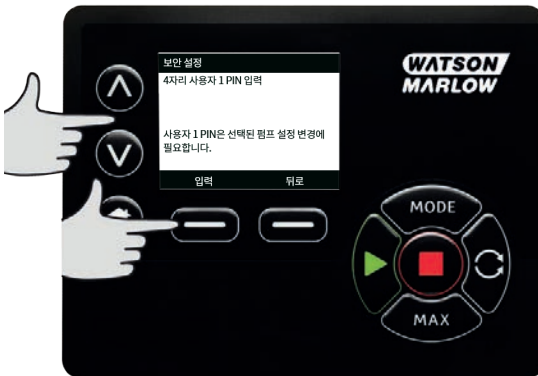 보안 설정
4자리 사용자 1 PIN 입력
사용자 1 PIN은 선택된 펌프 설정 변경에
필요합니다.
입력 뒤로
WATSON
MARLOW
MODE
MAX